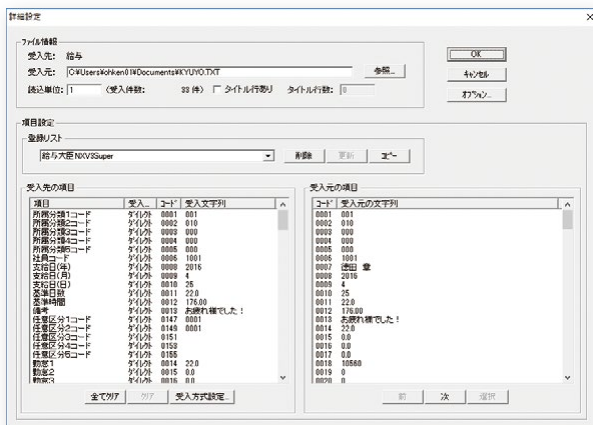 詳細設定
ファイル情報
受入先: 給与
受入元: C:¥Users¥ohken01¥Documents¥KYUYO.TXT 参照...
読込単位: 1 (受入件数: 33 件) タイトル行あり タイトル行数: 0
OK
キャンセル
オプション...
項目設定
登録リスト
給与大臣NXV3Super 削除 更新 コピー
受入先の項目
項目 受入... コード 受入文字列
所属分類1コード ダイレクト 0001 001
所属分類2コード ダイレクト 0002 010
所属分類3コード ダイレクト 0003 000
所属分類4コード ダイレクト 0004 000
所属分類5コード ダイレクト 0005 000
社員コード ダイレクト 0006 1001
支給日(年) ダイレクト 0008 2016
支給日(月) ダイレクト 0009 4
支給日(日) ダイレクト 0010 25
基準日数 ダイレクト 0011 22.0
基準時間 ダイレクト 0012 176.00
備考 ダイレクト 0013 お疲れ様でした!
任意区分1コード ダイレクト 0147 0001
任意区分2コード ダイレクト 0149 0001
任意区分3コード ダイレクト 0151
任意区分4コード ダイレクト 0153
任意区分5コード ダイレクト 0155
勤怠1 ダイレクト 0014 22.0
勤怠2 ダイレクト 0015 0.0
勤怠3 ダイレクト 0016 0.0
全てクリア クリア 受入方式設定...
受入元の項目
コード 受入元の文字列
0001 001
0002 010
0003 000
0004 000
0005 000
0006 1001
0007 徳田 章
0008 2016
0009 4
0010 25
0011 22.0
0012 176.00
0013 お疲れ様でした!
0014 22.0
0015 0.0
0016 0.0
0017 0.0
0018 10560
0019 0
0020 0
前 次 選択